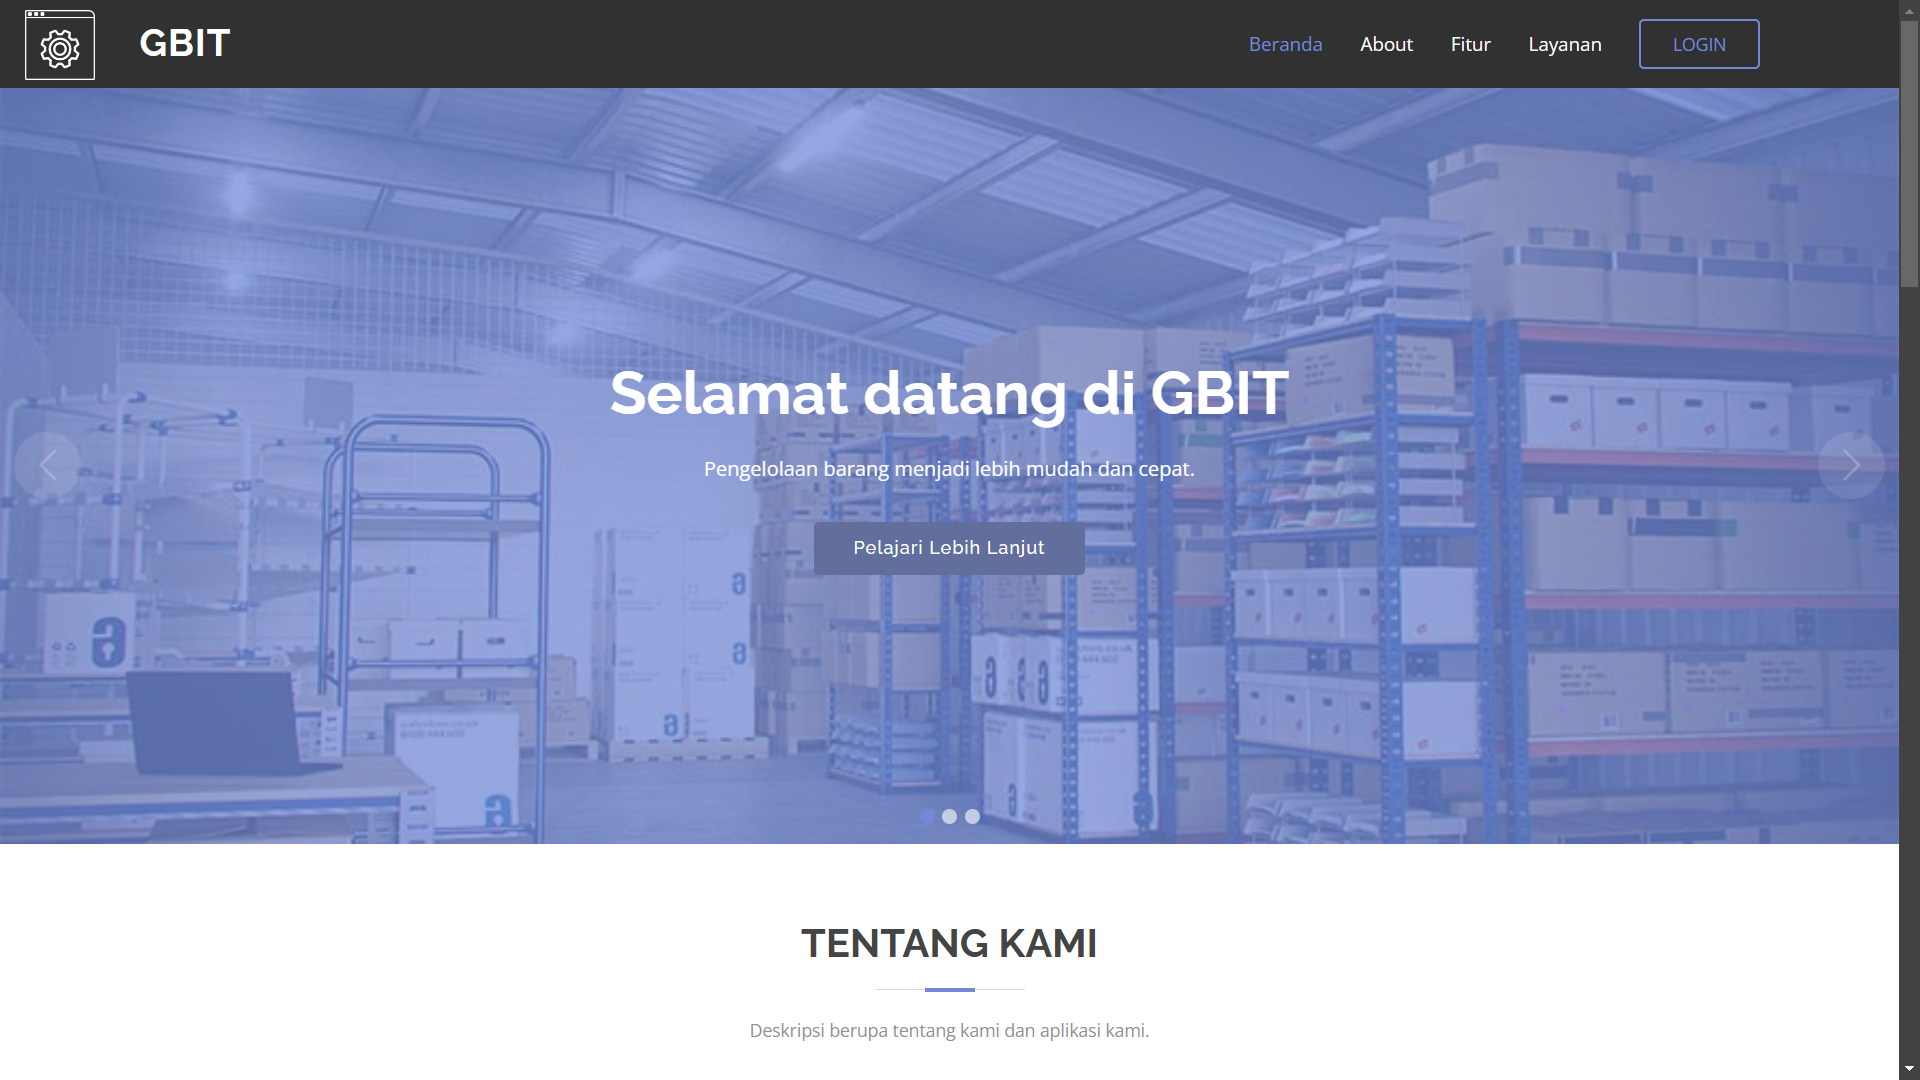 GBIT
Beranda
About
Fitur
Layanan
LOGIN
Selamat datang di GBIT
Pengelolaan barang menjadi lebih mudah dan cepat.
Pelajari Lebih Lanjut
TENTANG KAMI
Deskripsi berupa tentang kami dan aplikasi kami.